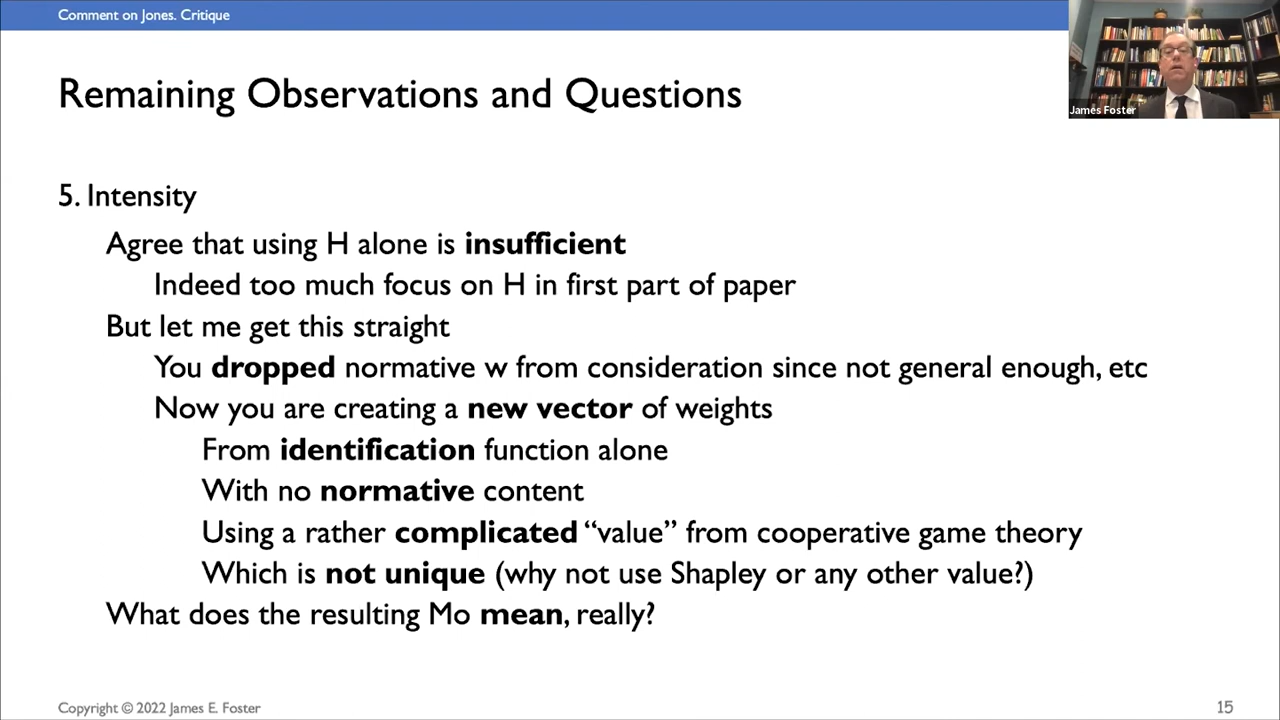 Comment on Jones. Critique
James Foster
Remaining Observations and Questions
5. Intensity
Agree that using H alone is insufficient
Indeed too much focus on H in first part of paper
But let me get this straight
You dropped normative w from consideration since not general enough, etc
Now you are creating a new vector of weights
From identification function alone
With no normative content
Using a rather complicated “value” from cooperative game theory
Which is not unique (why not use Shapley or any other value?)
What does the resulting Mo mean, really?
Copyright © 2022 James E. Foster
15